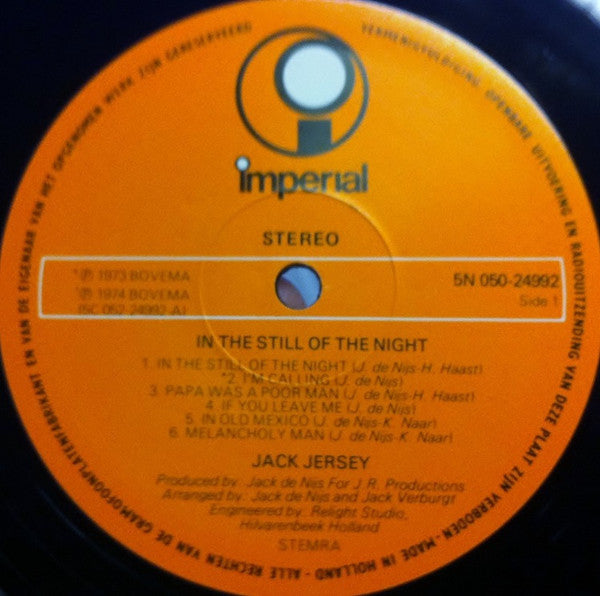 imperial
STEREO
*℗ 1973 BOVEMA
℗ 1974 BOVEMA
(5C 052-24992-A)
5N 050-24992
Side 1
IN THE STILL OF THE NIGHT
1. IN THE STILL OF THE NIGHT (J. de Nijs-H. Haast)
*2. I'M CALLING (J. de Nijs)
3. PAPA WAS A POOR MAN (J. de Nijs-H. Haast)
4. IF YOU LEAVE ME (J. de Nijs)
5. IN OLD MEXICO (J. de Nijs-K. Naar)
6. MELANCHOLY MAN (J. de Nijs-K. Naar)
JACK JERSEY
Produced by: Jack de Nijs For J.R. Productions
Arranged by: Jack de Nijs and Jack Verburgt
Engineered by: Relight Studio,
Hilvarenbeek Holland
STEMRA
MADE IN HOLLAND - ALLE RECHTEN VAN DE GRAMOFOONPLATENFABRIKANT EN VAN DE EIGENAAR VAN HET OPGENOMEN WERK ZIJN GERESERVEERD VERMENIGVULDIGING, OPENBARE UITVOERING EN RADIOUITZENDING VAN DEZE PLAAT ZIJN VERBODEN-